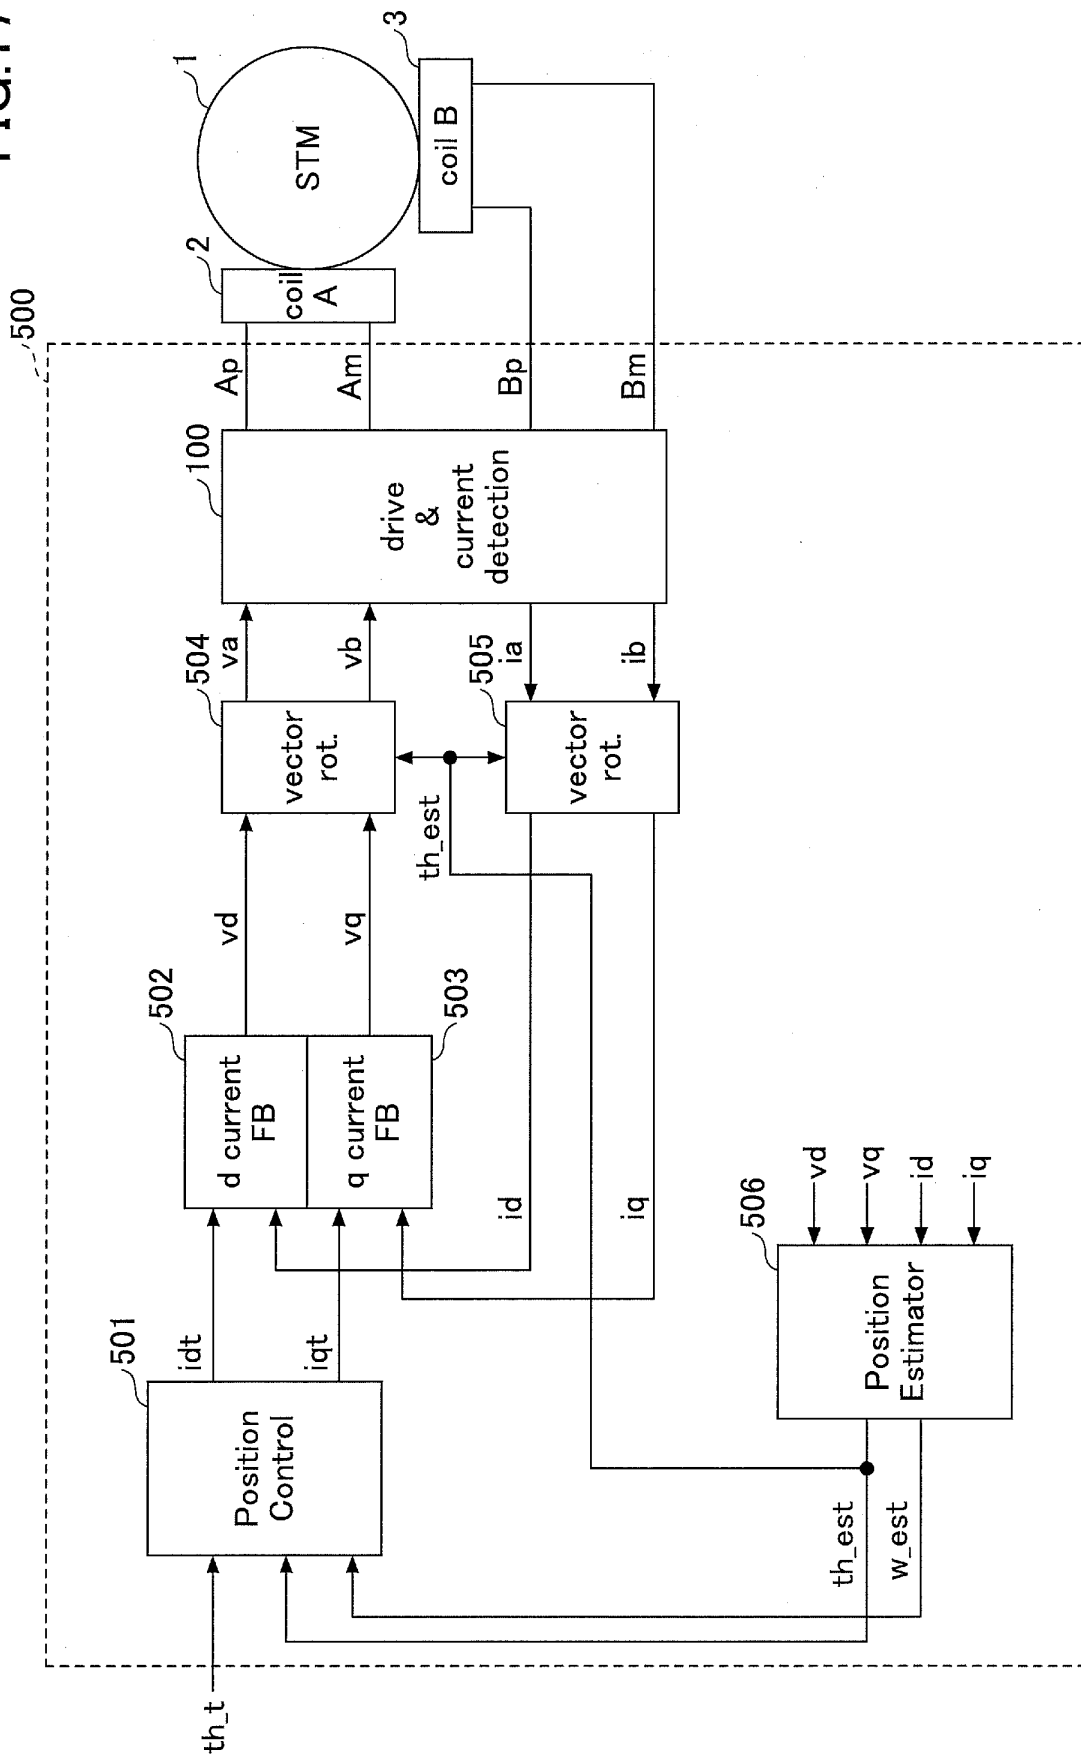 500
th_t
501
Position
Control
idt
iqt
502
d current
FB
q current
FB
503
vd
vq
504
vector
rot.
va
vb
100
drive
&
current
detection
Ap
Am
Bp
Bm
2
coil
A
1
STM
3
coil B
505
vector
rot.
ia
ib
th_est
id
iq
506
Position
Estimator
vd
vq
id
iq
th_est
w_est